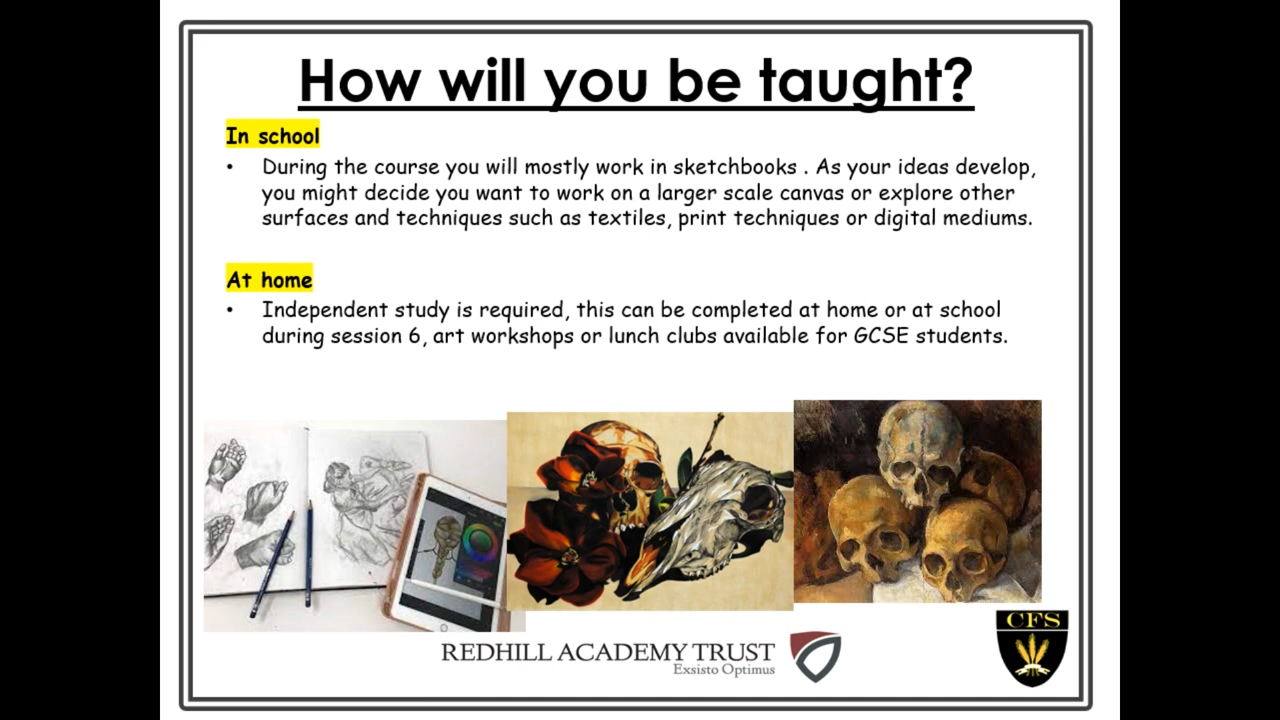 How will you be taught?
In school
• During the course you will mostly work in sketchbooks . As your ideas develop,
you might decide you want to work on a larger scale canvas or explore other
surfaces and techniques such as textiles, print techniques or digital mediums.
At home
• Independent study is required, this can be completed at home or at school
during session 6, art workshops or lunch clubs available for GCSE students.
REDHILL ACADEMY TRUST
Exsisto Optimus
CFS